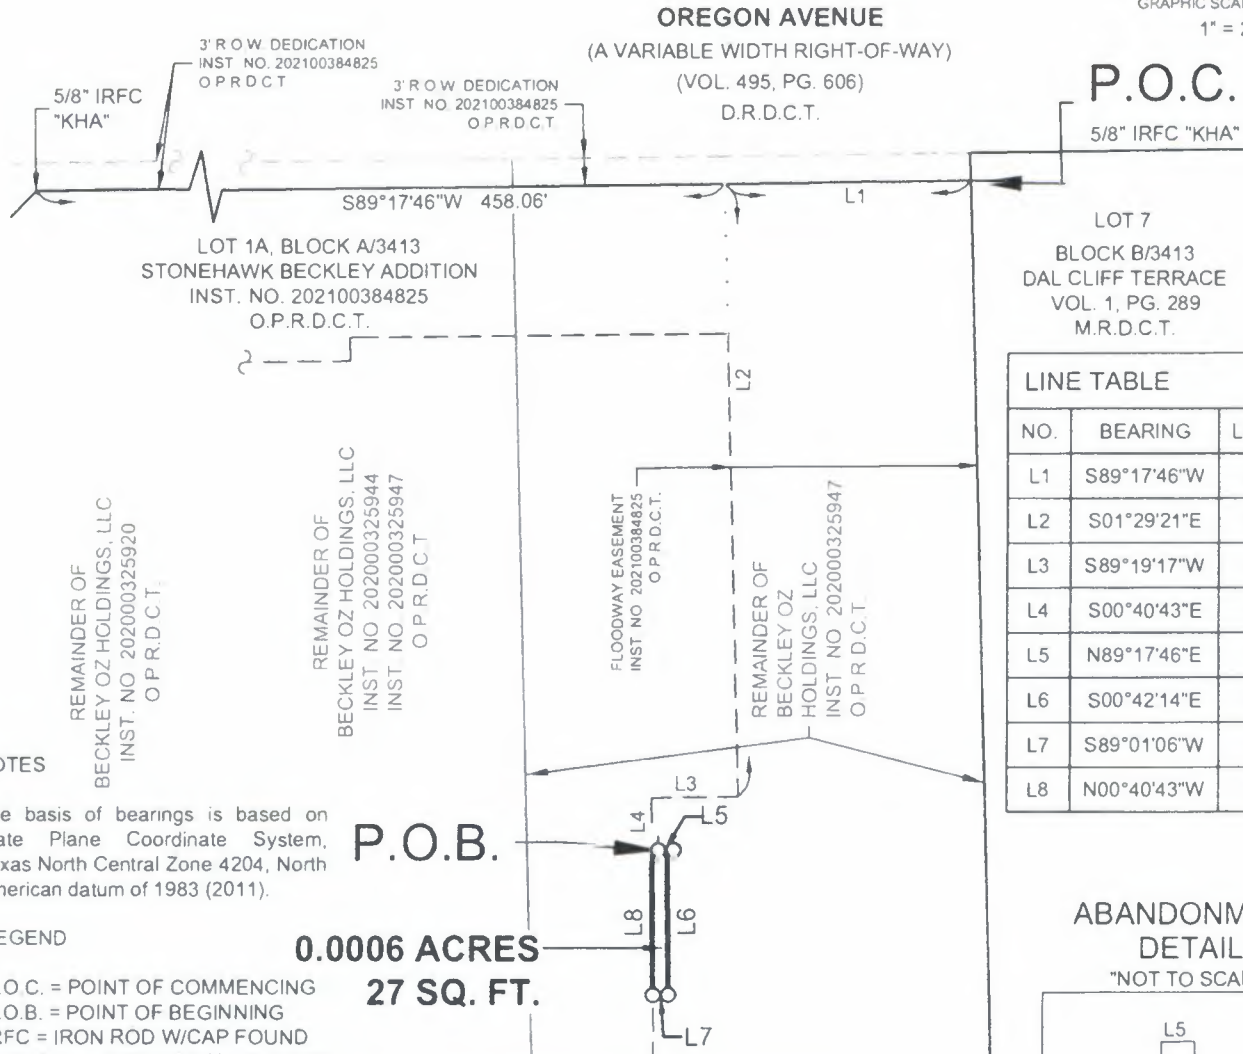 OREGON AVENUE
(A VARIABLE WIDTH RIGHT-OF-WAY)
(VOL. 495, PG. 606)
D.R.D.C.T.
GRAPHIC SCA
1" = 2
P.O.C.
5/8" IRFC "KHA"
3' R O W DEDICATION
INST NO. 202100384825
O P R D C T
3' R O W DEDICATION
INST NO. 202100384825
O.P.R.D.C.T
5/8" IRFC
"KHA"
S89°17'46"W 458.06'
L1
LOT 1A, BLOCK A/3413
STONEHAWK BECKLEY ADDITION
INST. NO. 202100384825
O.P.R.D.C.T.
LOT 7
BLOCK B/3413
DAL CLIFF TERRACE
VOL. 1, PG. 289
M.R.D.C.T.
L2
LINE TABLE
NO. BEARING L
L1 S89°17'46"W
L2 S01°29'21"E
L3 S89°19'17"W
L4 S00°40'43"E
L5 N89°17'46"E
L6 S00°42'14"E
L7 S89°01'06"W
L8 N00°40'43"W
REMAINDER OF
BECKLEY OZ HOLDINGS, LLC
INST. NO 202000325920
O P R.D.C.T.
REMAINDER OF
BECKLEY OZ HOLDINGS, LLC
INST NO 202000325944
INST NO. 202000325947
O P R.D.C.T
FLOODWAY EASEMENT
INST NO 202100384825
O P R D.C.T.
REMAINDER OF
BECKLEY OZ
HOLDINGS, LLC
INST NO 202000325947
O.P R D.C.T.
L3
L4
L5
P.O.B.
L8
L6
0.0006 ACRES
27 SQ. FT.
L7
OTES
e basis of bearings is based on
ate Plane Coordinate System,
xas North Central Zone 4204, North
merican datum of 1983 (2011).
EGEND
.O.C. = POINT OF COMMENCING
.O.B. = POINT OF BEGINNING
RFC = IRON ROD W/CAP FOUND
ABANDONM
DETAIL
"NOT TO SCA
L5